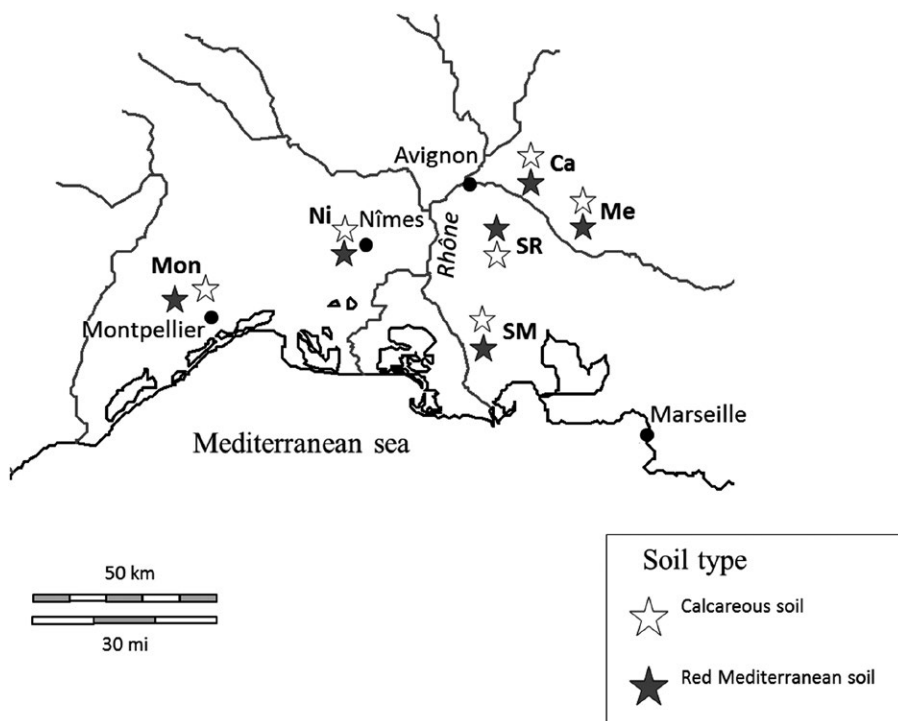 Avignon
Ca
Me
Ni
Nîmes
SR
Rhône
Mon
Montpellier
SM
Marseille
Mediterranean sea
50 km
30 mi
Soil type
Calcareous soil
Red Mediterranean soil